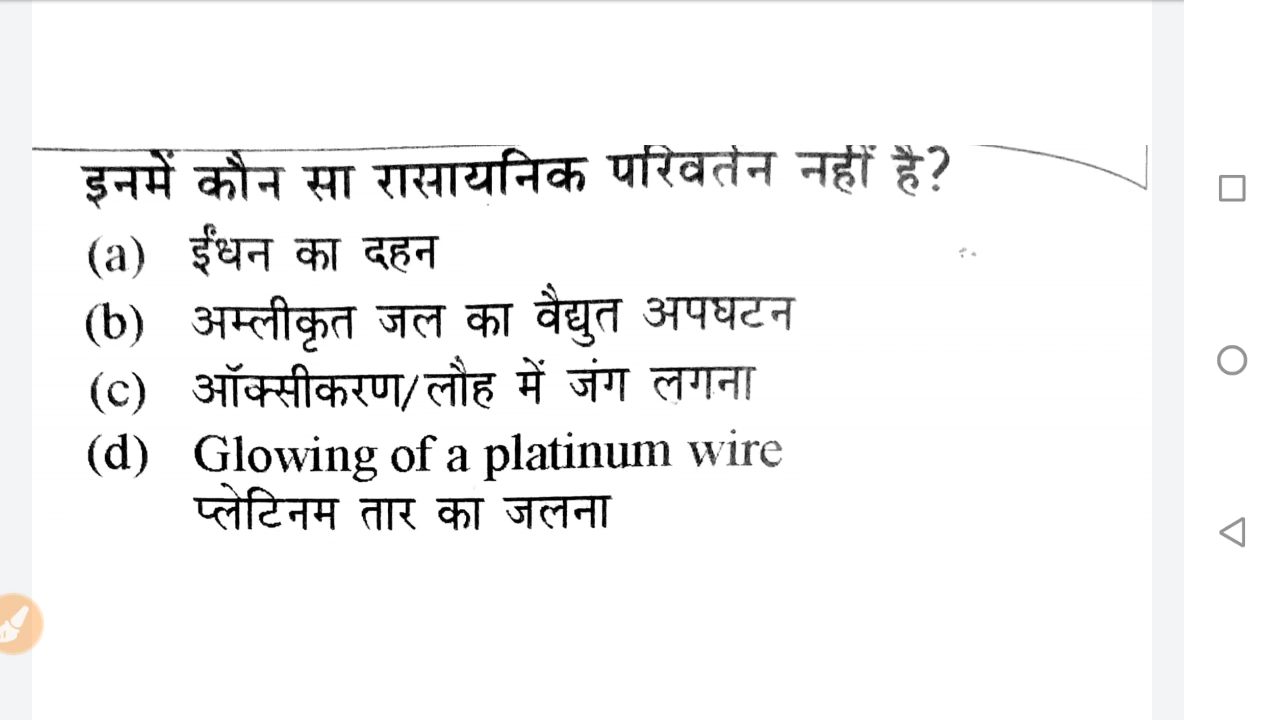 इनमें कौन सा रासायनिक परिवर्तन नहीं है?
(a) ईंधन का दहन
(b) अम्लीकृत जल का वैद्युत अपघटन
(c) ऑक्सीकरण/लौह में जंग लगना
(d) Glowing of a platinum wire
प्लेटिनम तार का जलना